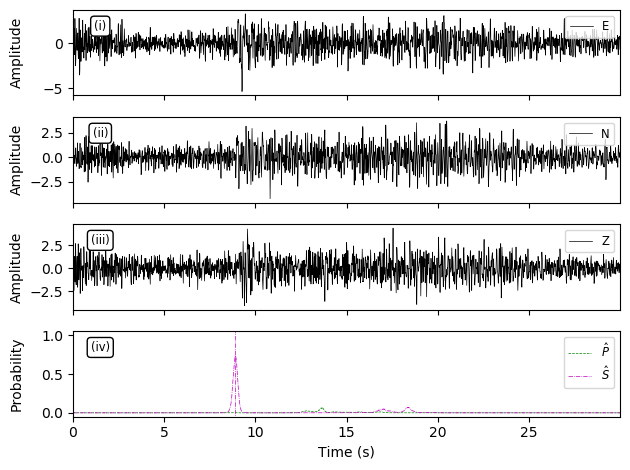 Amplitude
0
−5
(i)
E
Amplitude
2.5
0.0
−2.5
(ii)
N
Amplitude
2.5
0.0
−2.5
(iii)
Z
Probability
1.0
0.5
0.0
(iv)
P̂
Ŝ
0 5 10 15 20 25
Time (s)